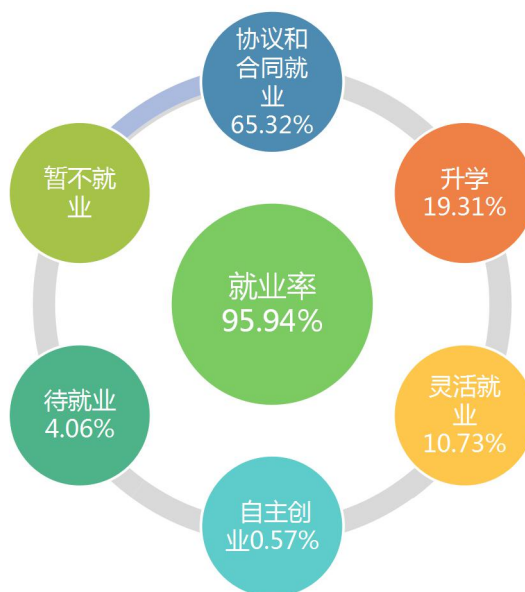 协议和
合同就
业
65.32%
升学
19.31%
灵活就
业
10.73%
自主创
业0.57%
待就业
4.06%
暂不就
业
就业率
95.94%